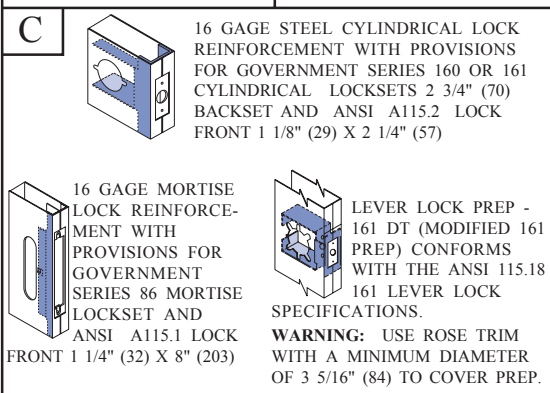 C
16 GAGE STEEL CYLINDRICAL LOCK
REINFORCEMENT WITH PROVISIONS
FOR GOVERNMENT SERIES 160 OR 161
CYLINDRICAL LOCKSETS 2 3/4" (70)
BACKSET AND ANSI A115.2 LOCK
FRONT 1 1/8" (29) X 2 1/4" (57)
16 GAGE MORTISE
LOCK REINFORCE-
MENT WITH
PROVISIONS FOR
GOVERNMENT
SERIES 86 MORTISE
LOCKSET AND
ANSI A115.1 LOCK
FRONT 1 1/4" (32) X 8" (203)
LEVER LOCK PREP -
161 DT (MODIFIED 161
PREP) CONFORMS
WITH THE ANSI 115.18
161 LEVER LOCK
SPECIFICATIONS.
WARNING: USE ROSE TRIM
WITH A MINIMUM DIAMETER
OF 3 5/16" (84) TO COVER PREP.